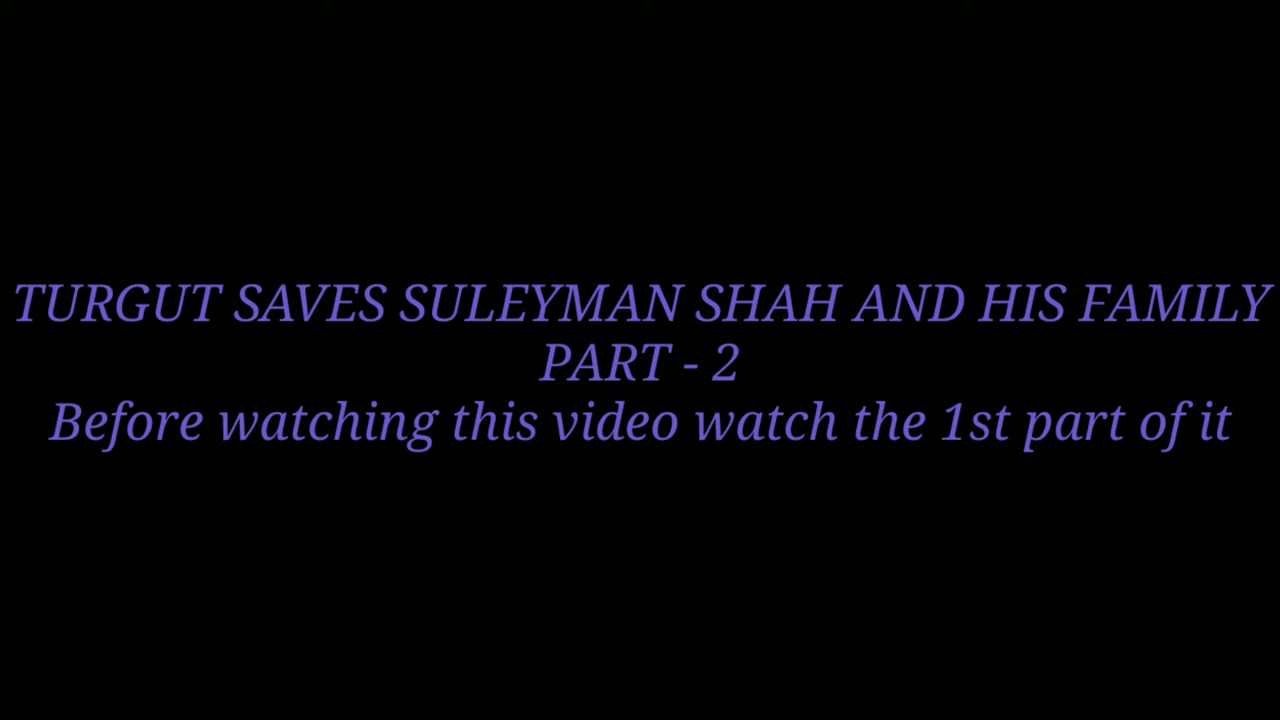 TURGUT SAVES SULEYMAN SHAH AND HIS FAMILY
PART - 2
Before watching this video watch the 1st part of it